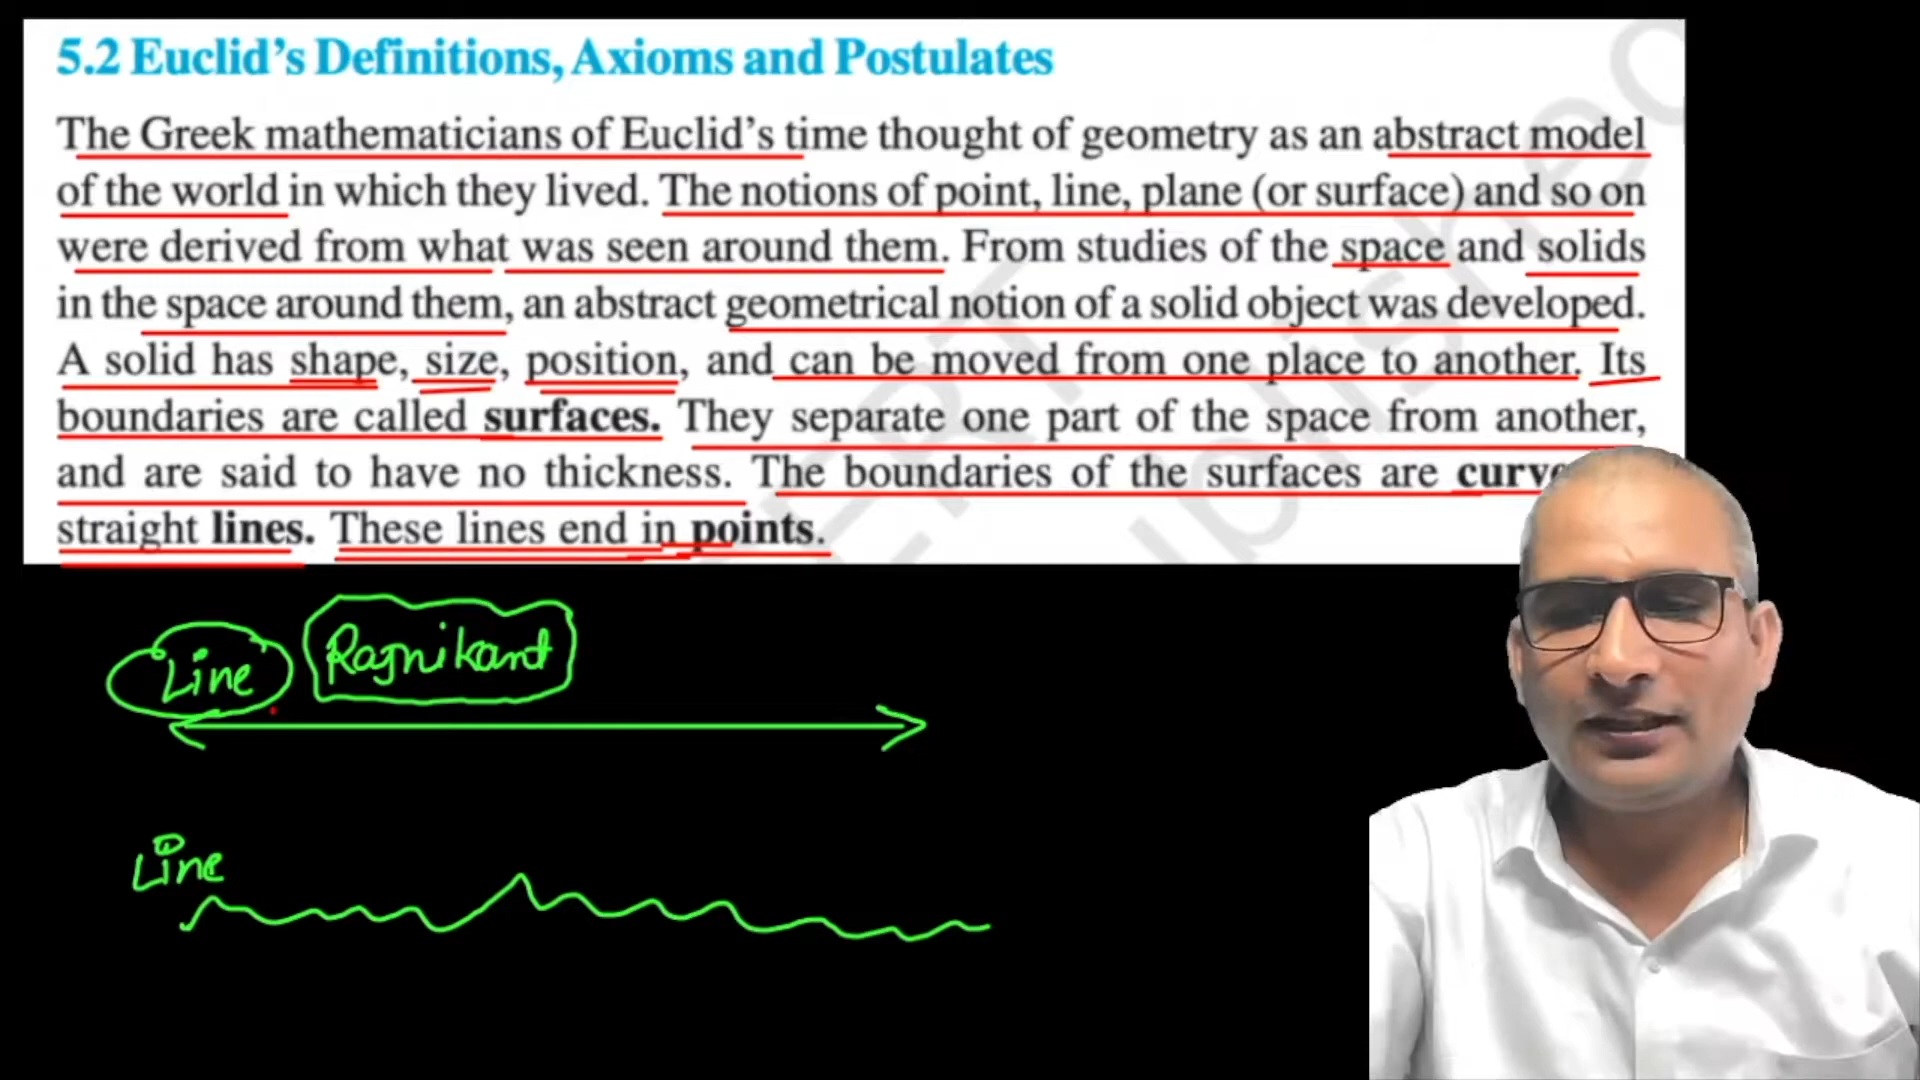 5.2 Euclid's Definitions, Axioms and Postulates
The Greek mathematicians of Euclid's time thought of geometry as an abstract model
of the world in which they lived. The notions of point, line, plane (or surface) and so on
were derived from what was seen around them. From studies of the space and solids
in the space around them, an abstract geometrical notion of a solid object was developed.
A solid has shape, size, position, and can be moved from one place to another. Its
boundaries are called surfaces. They separate one part of the space from another,
and are said to have no thickness. The boundaries of the surfaces are
straight lines. These lines end in points.
Line Rajnikant
Line